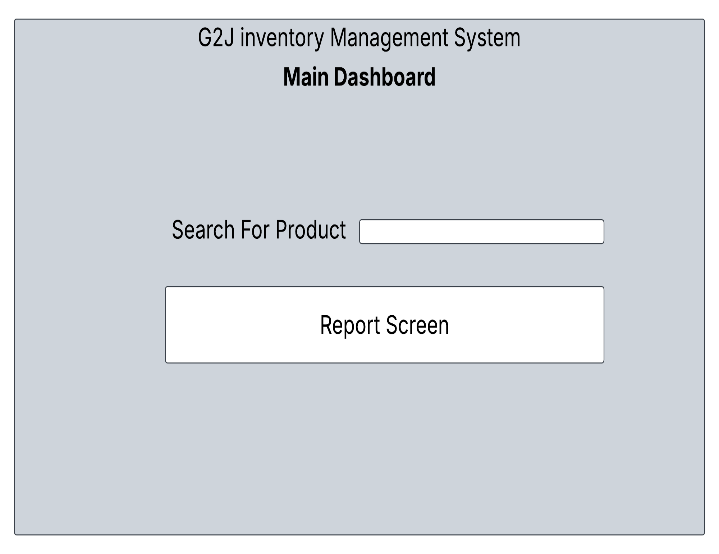 G2J inventory Management System
Main Dashboard
Search For Product
Report Screen